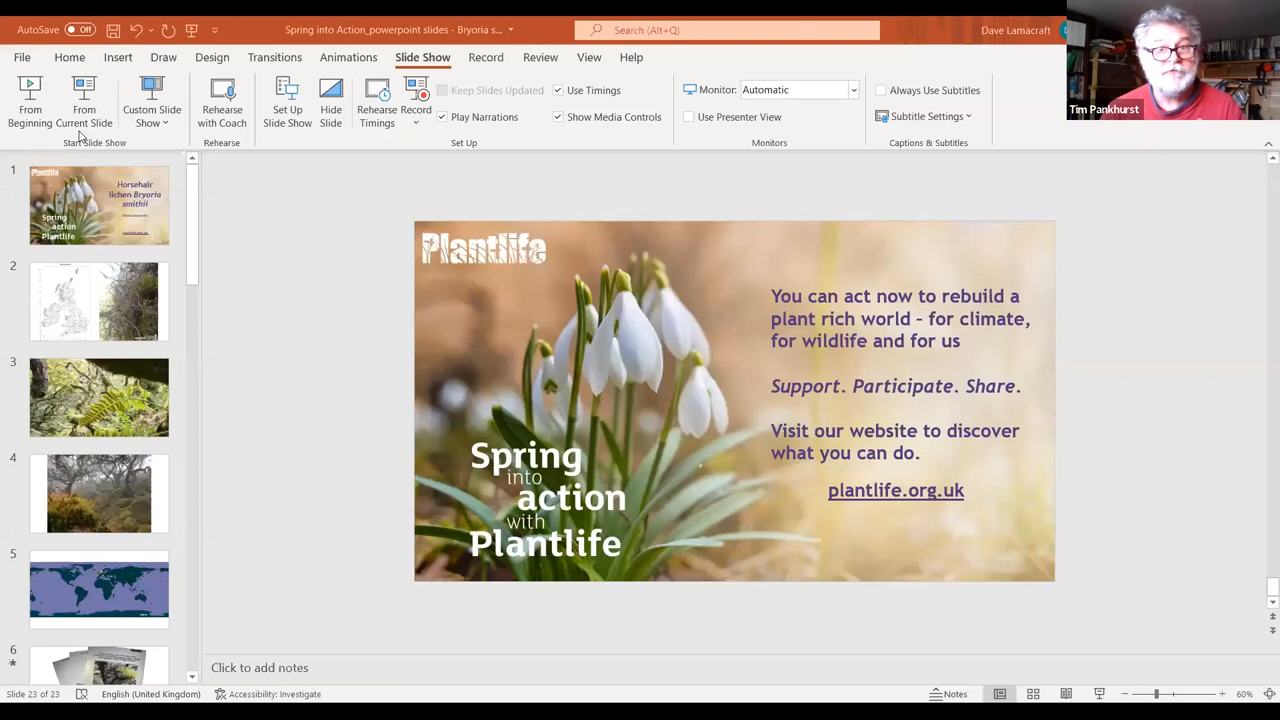 AutoSave
Off
Spring into Action_powerpoint slides - Bryoria s...
Search (Alt+Q)
Dave Lamacraft
File
Home
Insert
Draw
Design
Transitions
Animations
Slide Show
Record
Review
View
Help
From
Beginning
From
Current Slide
Custom Slide
Show
Rehearse
with Coach
Set Up
Slide Show
Hide
Slide
Rehearse
Timings
Record
Keep Slides Updated
Play Narrations
Use Timings
Show Media Controls
Monitor:
Automatic
Use Presenter View
Always Use Subtitles
Subtitle Settings
Start Slide Show
Rehearse
Set Up
Monitors
Captions & Subtitles
Tim Pankhurst
1
Plantlife
Horsehair
lichen Bryoria
smithii
Spring
action
Plantlife
2
3
4
5
6
Plantlife
You can act now to rebuild a
plant rich world – for climate,
for wildlife and for us
Support. Participate. Share.
Visit our website to discover
what you can do.
plantlife.org.uk
Spring
into
action
with
Plantlife
Click to add notes
Slide 23 of 23
English (United Kingdom)
Accessibility: Investigate
Notes
60%